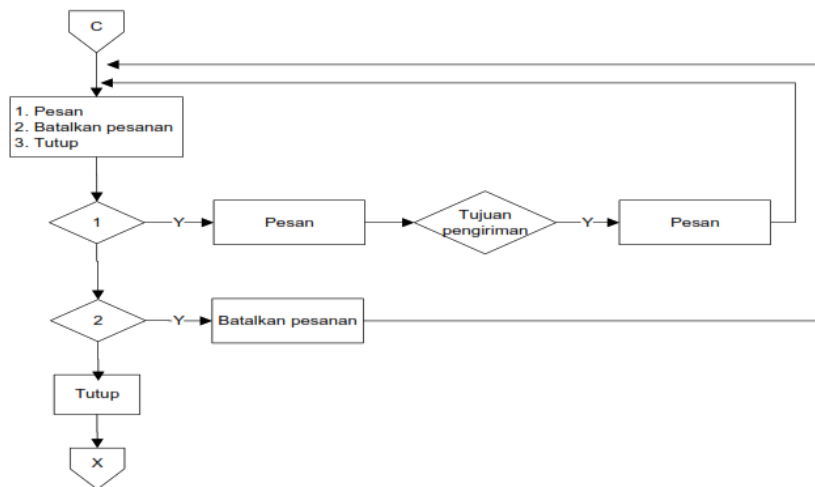 C
1. Pesan
2. Batalkan pesanan
3. Tutup
1
Y
Pesan
Tujuan
pengiriman
Y
Pesan
2
Y
Batalkan pesanan
Tutup
X